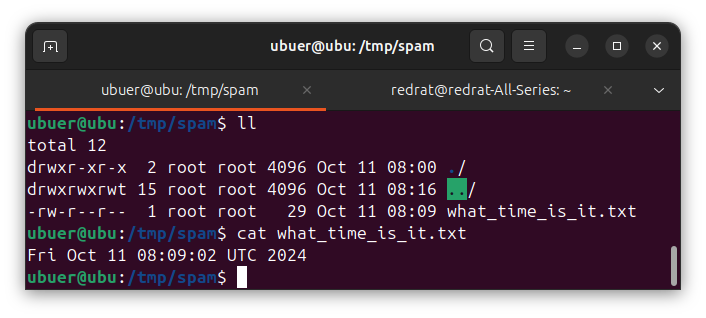 ubuer@ubu: /tmp/spam
ubuer@ubu: /tmp/spam × redrat@redrat-All-Series: ~ ×
ubuer@ubu:/tmp/spam$ ll
total 12
drwxr-xr-x  2 root root 4096 Oct 11 08:00 ./
drwxrwxrwt 15 root root 4096 Oct 11 08:16 ../
-rw-r--r--  1 root root   29 Oct 11 08:09 what_time_is_it.txt
ubuer@ubu:/tmp/spam$ cat what_time_is_it.txt
Fri Oct 11 08:09:02 UTC 2024
ubuer@ubu:/tmp/spam$